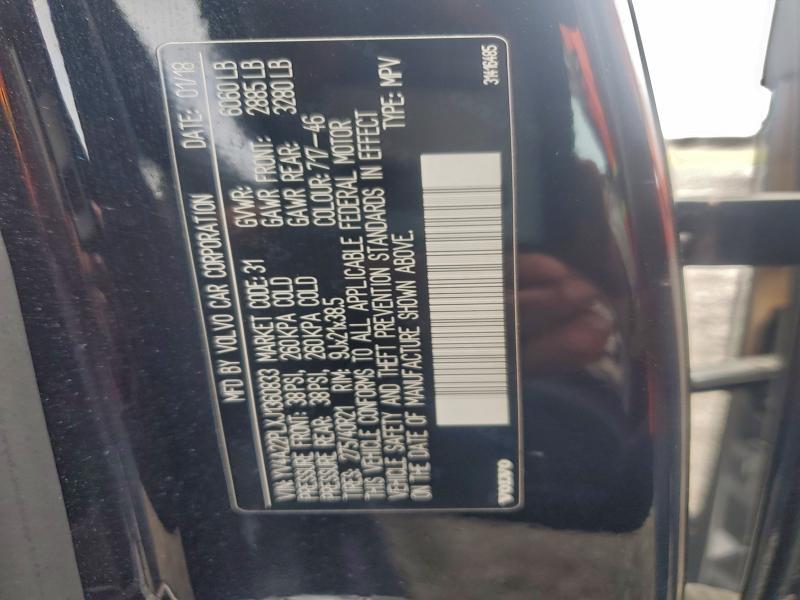 MFD BY VOLVO CAR CORPORATION DATE: 01/18
VIN: MARKET CODE: 31 GVWR: 6060 LB
PRESSURE FRONT: 38PSI, 260KPA COLD GAWR FRONT: 2885 LB
PRESSURE REAR: 38PSI, 260KPA COLD GAWR REAR: 3280 LB
TIRES: 275/40R21 RIM: 9Jx21x38.5 COLOUR: 717-46
THIS VEHICLE CONFORMS TO ALL APPLICABLE FEDERAL MOTOR
VEHICLE SAFETY AND THEFT PREVENTION STANDARDS IN EFFECT
ON THE DATE OF MANUFACTURE SHOWN ABOVE. TYPE: MPV
VOLVO 31416485